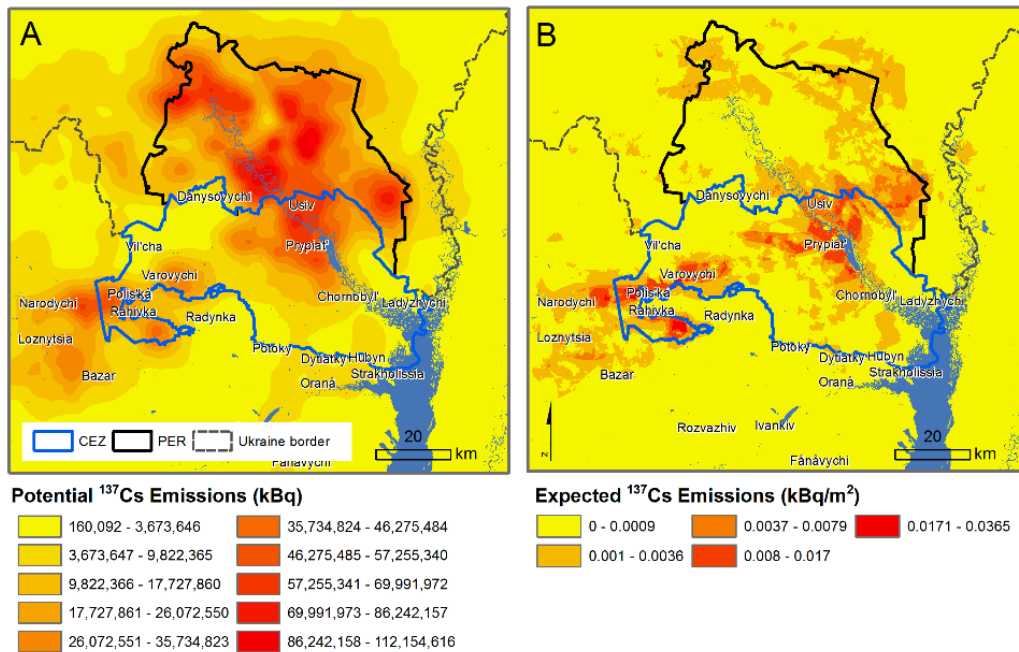 A
Danysovychi
Usiv
Vil'cha
Prypiat'
Varovychi
Narodychi
Polis'ka
Rahivka
Chornobyl'
Ladyzhychi
Loznytsia
Radynka
Potoky
Bazar
Dytiatky
Hubyn
Strakholissia
Orane
CEZ
PER
Ukraine border
20
km
Fanavychi
B
Danysovychi
Usiv
Vil'cha
Prypiat'
Varovychi
Narodychi
Polis'ka
Rahivka
Chornobyl'
Ladyzhychi
Loznytsia
Radynka
Potoky
Bazar
Dytiatky
Hubyn
Strakholissia
Orane
Rozvazhiv
Ivankiv
z
20
km
Fanavychi
Potential ¹³⁷Cs Emissions (kBq)
160,092 - 3,673,646
3,673,647 - 9,822,365
9,822,366 - 17,727,860
17,727,861 - 26,072,550
26,072,551 - 35,734,823
35,734,824 - 46,275,484
46,275,485 - 57,255,340
57,255,341 - 69,991,972
69,991,973 - 86,242,157
86,242,158 - 112,154,616
Expected ¹³⁷Cs Emissions (kBq/m²)
0 - 0.0009
0.001 - 0.0036
0.0037 - 0.0079
0.008 - 0.017
0.0171 - 0.0365